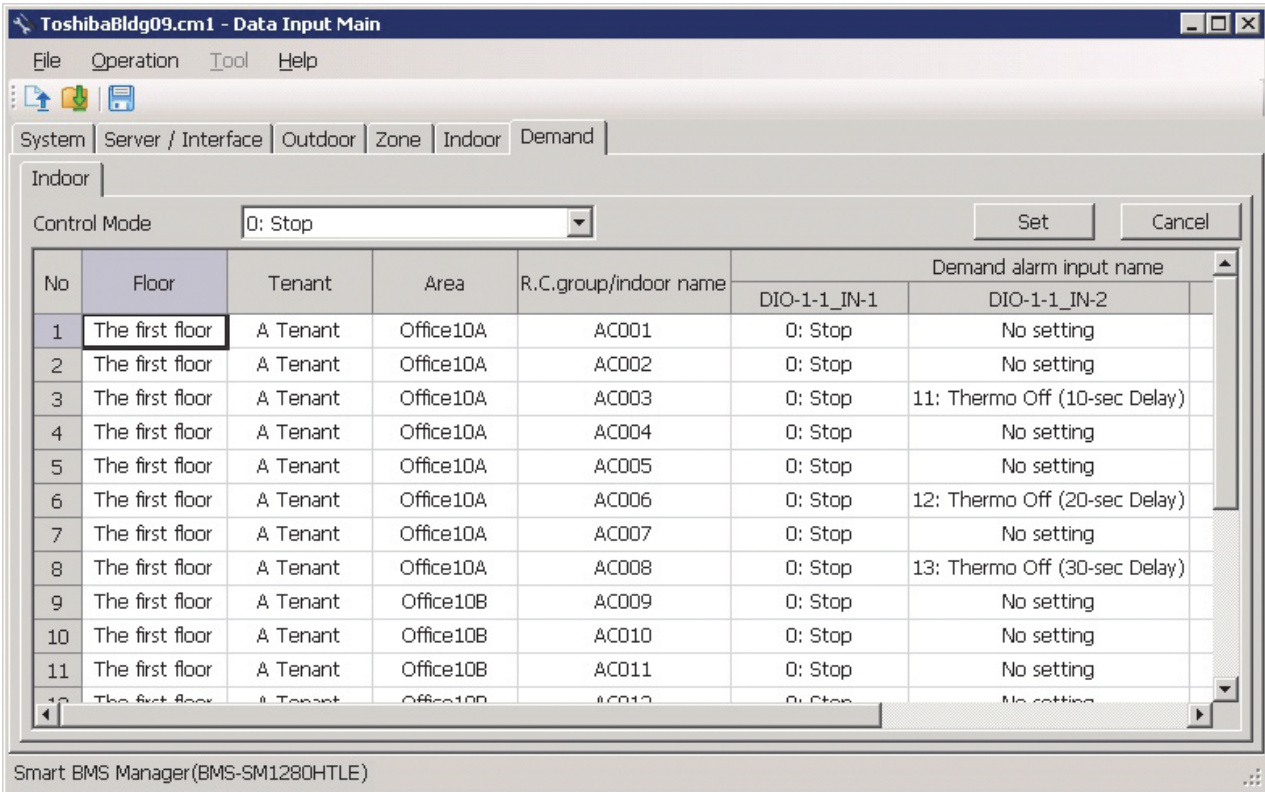 ToshibaBldg09.cm1 - Data Input Main
File Operation Tool Help
System Server / Interface Outdoor Zone Indoor Demand
Indoor
Control Mode 0: Stop Set Cancel
No Floor Tenant Area R.C.group/indoor name Demand alarm input name
DIO-1-1_IN-1 DIO-1-1_IN-2
1 The first floor A Tenant Office10A AC001 0: Stop No setting
2 The first floor A Tenant Office10A AC002 0: Stop No setting
3 The first floor A Tenant Office10A AC003 0: Stop 11: Thermo Off (10-sec Delay)
4 The first floor A Tenant Office10A AC004 0: Stop No setting
5 The first floor A Tenant Office10A AC005 0: Stop No setting
6 The first floor A Tenant Office10A AC006 0: Stop 12: Thermo Off (20-sec Delay)
7 The first floor A Tenant Office10A AC007 0: Stop No setting
8 The first floor A Tenant Office10A AC008 0: Stop 13: Thermo Off (30-sec Delay)
9 The first floor A Tenant Office10B AC009 0: Stop No setting
10 The first floor A Tenant Office10B AC010 0: Stop No setting
11 The first floor A Tenant Office10B AC011 0: Stop No setting
Smart BMS Manager(BMS-SM1280HTLE)